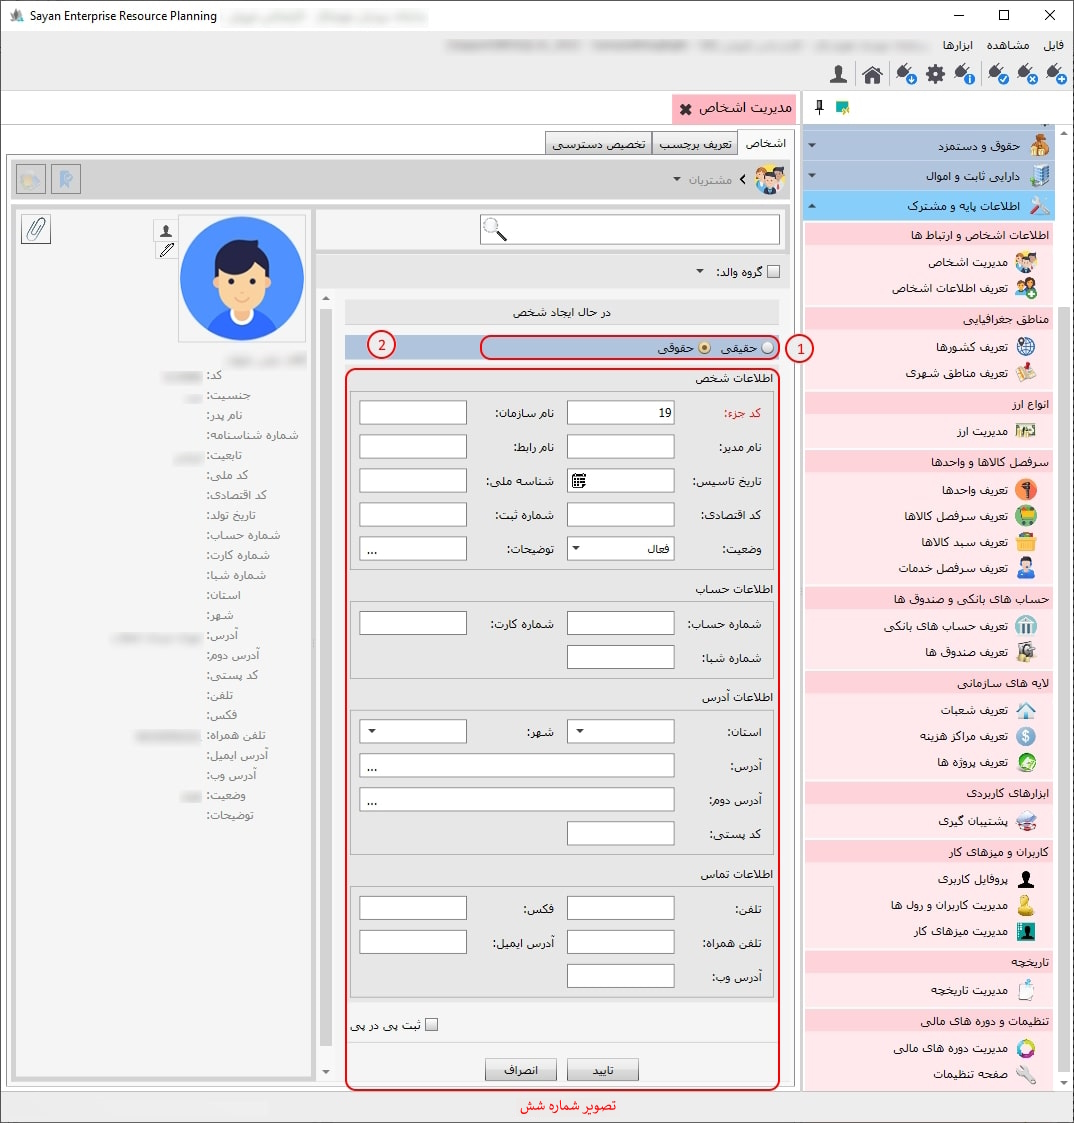 Sayan Enterprise Resource Planning
فایل مشاهده ابزارها
مدیریت اشخاص
حقوق و دستمزد
دارایی ثابت و اموال
اطلاعات پایه و مشترک
اطلاعات اشخاص و ارتباط ها
مدیریت اشخاص
تعریف اطلاعات اشخاص
مناطق جغرافیایی
تعریف کشورها
تعریف مناطق شهری
انواع ارز
مدیریت ارز
سرفصل کالاها و واحدها
تعریف واحدها
تعریف سرفصل کالاها
تعریف سبد کالاها
تعریف سرفصل خدمات
حساب های بانکی و صندوق ها
تعریف حساب های بانکی
تعریف صندوق ها
لایه های سازمانی
تعریف شعبات
تعریف مراکز هزینه
تعریف پروژه ها
ابزارهای کاربردی
پشتیبان گیری
کاربران و میزهای کار
پروفایل کاربری
مدیریت کاربران و رول ها
مدیریت میزهای کار
تاریخچه
مدیریت تاریخچه
تنظیمات و دوره های مالی
مدیریت دوره های مالی
صفحه تنظیمات
اشخاص تعریف برچسب تخصیص دسترسی
مشتریان
گروه والد:
در حال ایجاد شخص
حقیقی حقوقی
1
2
اطلاعات شخص
کد جزء: 19 نام سازمان:
نام مدیر: نام رابط:
تاریخ تاسیس: شناسه ملی:
کد اقتصادی: شماره ثبت:
وضعیت: فعال توضیحات: ...
اطلاعات حساب
شماره حساب: شماره کارت:
شماره شبا:
اطلاعات آدرس
استان: شهر:
آدرس: ...
آدرس دوم: ...
کد پستی:
اطلاعات تماس
تلفن: فکس:
تلفن همراه: آدرس ایمیل:
آدرس وب:
ثبت پی در پی
تایید انصراف
کد:
جنسیت:
نام پدر:
شماره شناسنامه:
تابعیت:
کد ملی:
کد اقتصادی:
تاریخ تولد:
شماره حساب:
شماره کارت:
شماره شبا:
استان:
شهر:
آدرس:
آدرس دوم:
کد پستی:
تلفن:
فکس:
تلفن همراه:
آدرس ایمیل:
آدرس وب:
وضعیت:
توضیحات:
تصویر شماره شش